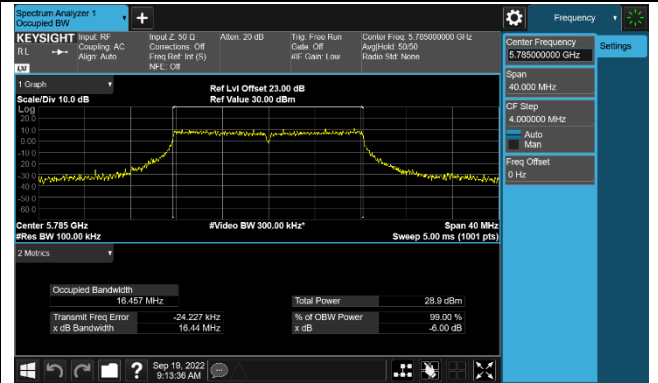 Spectrum Analyzer 1
Occupied BW
+
Frequency
KEYSIGHT
RL
LXI
Input: RF
Coupling: AC
Align: Auto
Input Z: 50 Ω
Corrections: Off
Freq Ref: Int (S)
NFE: Off
Atten: 20 dB
Trig: Free Run
Gate: Off
#IF Gain: Low
Center Freq: 5.785000000 GHz
Avg|Hold: 50/50
Radio Std: None
Center Frequency
5.785000000 GHz
Settings
Span
40.000 MHz
CF Step
4.000000 MHz
Auto
Man
Freq Offset
0 Hz
1 Graph
Scale/Div 10.0 dB
Ref Lvl Offset 23.00 dB
Ref Value 30.00 dBm
Log
20.0
10.0
0.00
-10.0
-20.0
-30.0
-40.0
-50.0
-60.0
Center 5.785 GHz
#Res BW 100.00 kHz
#Video BW 300.00 kHz*
Span 40 MHz
Sweep 5.00 ms (1001 pts)
2 Metrics
Occupied Bandwidth
16.457 MHz
Total Power 28.9 dBm
Transmit Freq Error -24.227 kHz
% of OBW Power 99.00 %
x dB Bandwidth 16.44 MHz
x dB -6.00 dB
?
Sep 19, 2022
9:13:36 AM